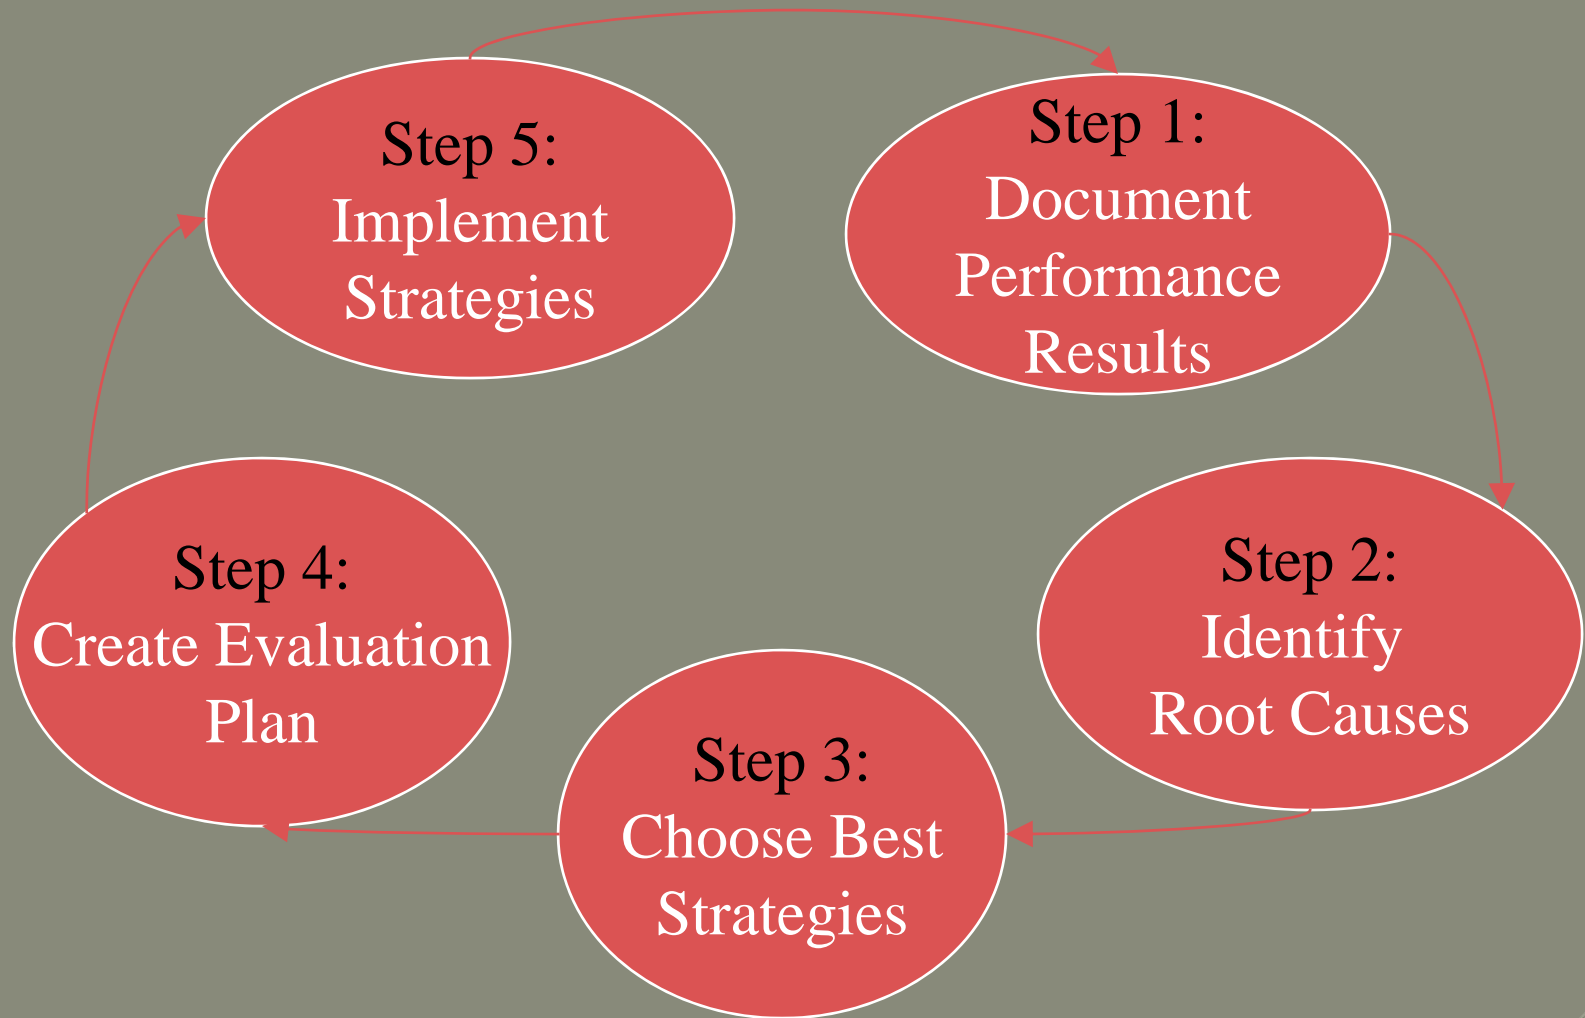 Step 1:
Document
Performance
Results
Step 2:
Identify
Root Causes
Step 3:
Choose Best
Strategies
Step 4:
Create Evaluation
Plan
Step 5:
Implement
Strategies